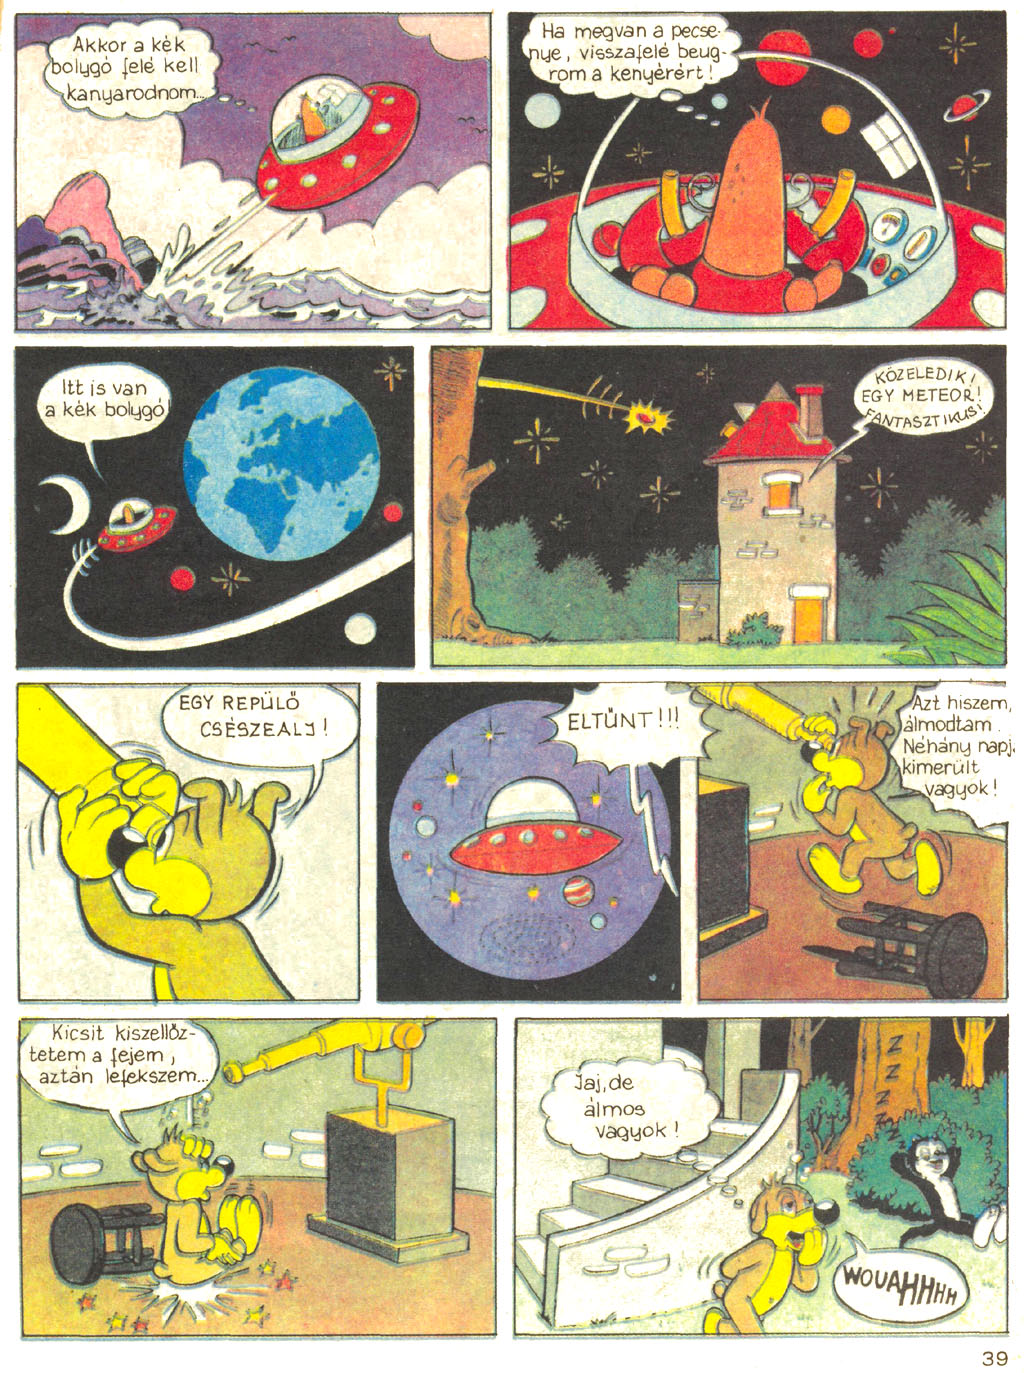 Akkor a kék
bolygó felé kell
kanyarodnom...
Ha megvan a pecse-
nye, visszafelé beug-
rom a kenyérért!
Itt is van
a kék bolygó!
KÖZELEDIK!
EGY METEOR!
FANTASZTIKUS!
EGY REPÜLŐ
CSÉSZEALJ!
ELTŰNT!!!
Azt hiszem,
álmodtam.
Néhány napja
kimerült
vagyok!
Kicsit kiszellőz-
tetem a fejem,
aztán lefekszem...
Jaj, de
álmos
vagyok!
Z
Z
Z
Z
Z
WOUAHHHHH
39